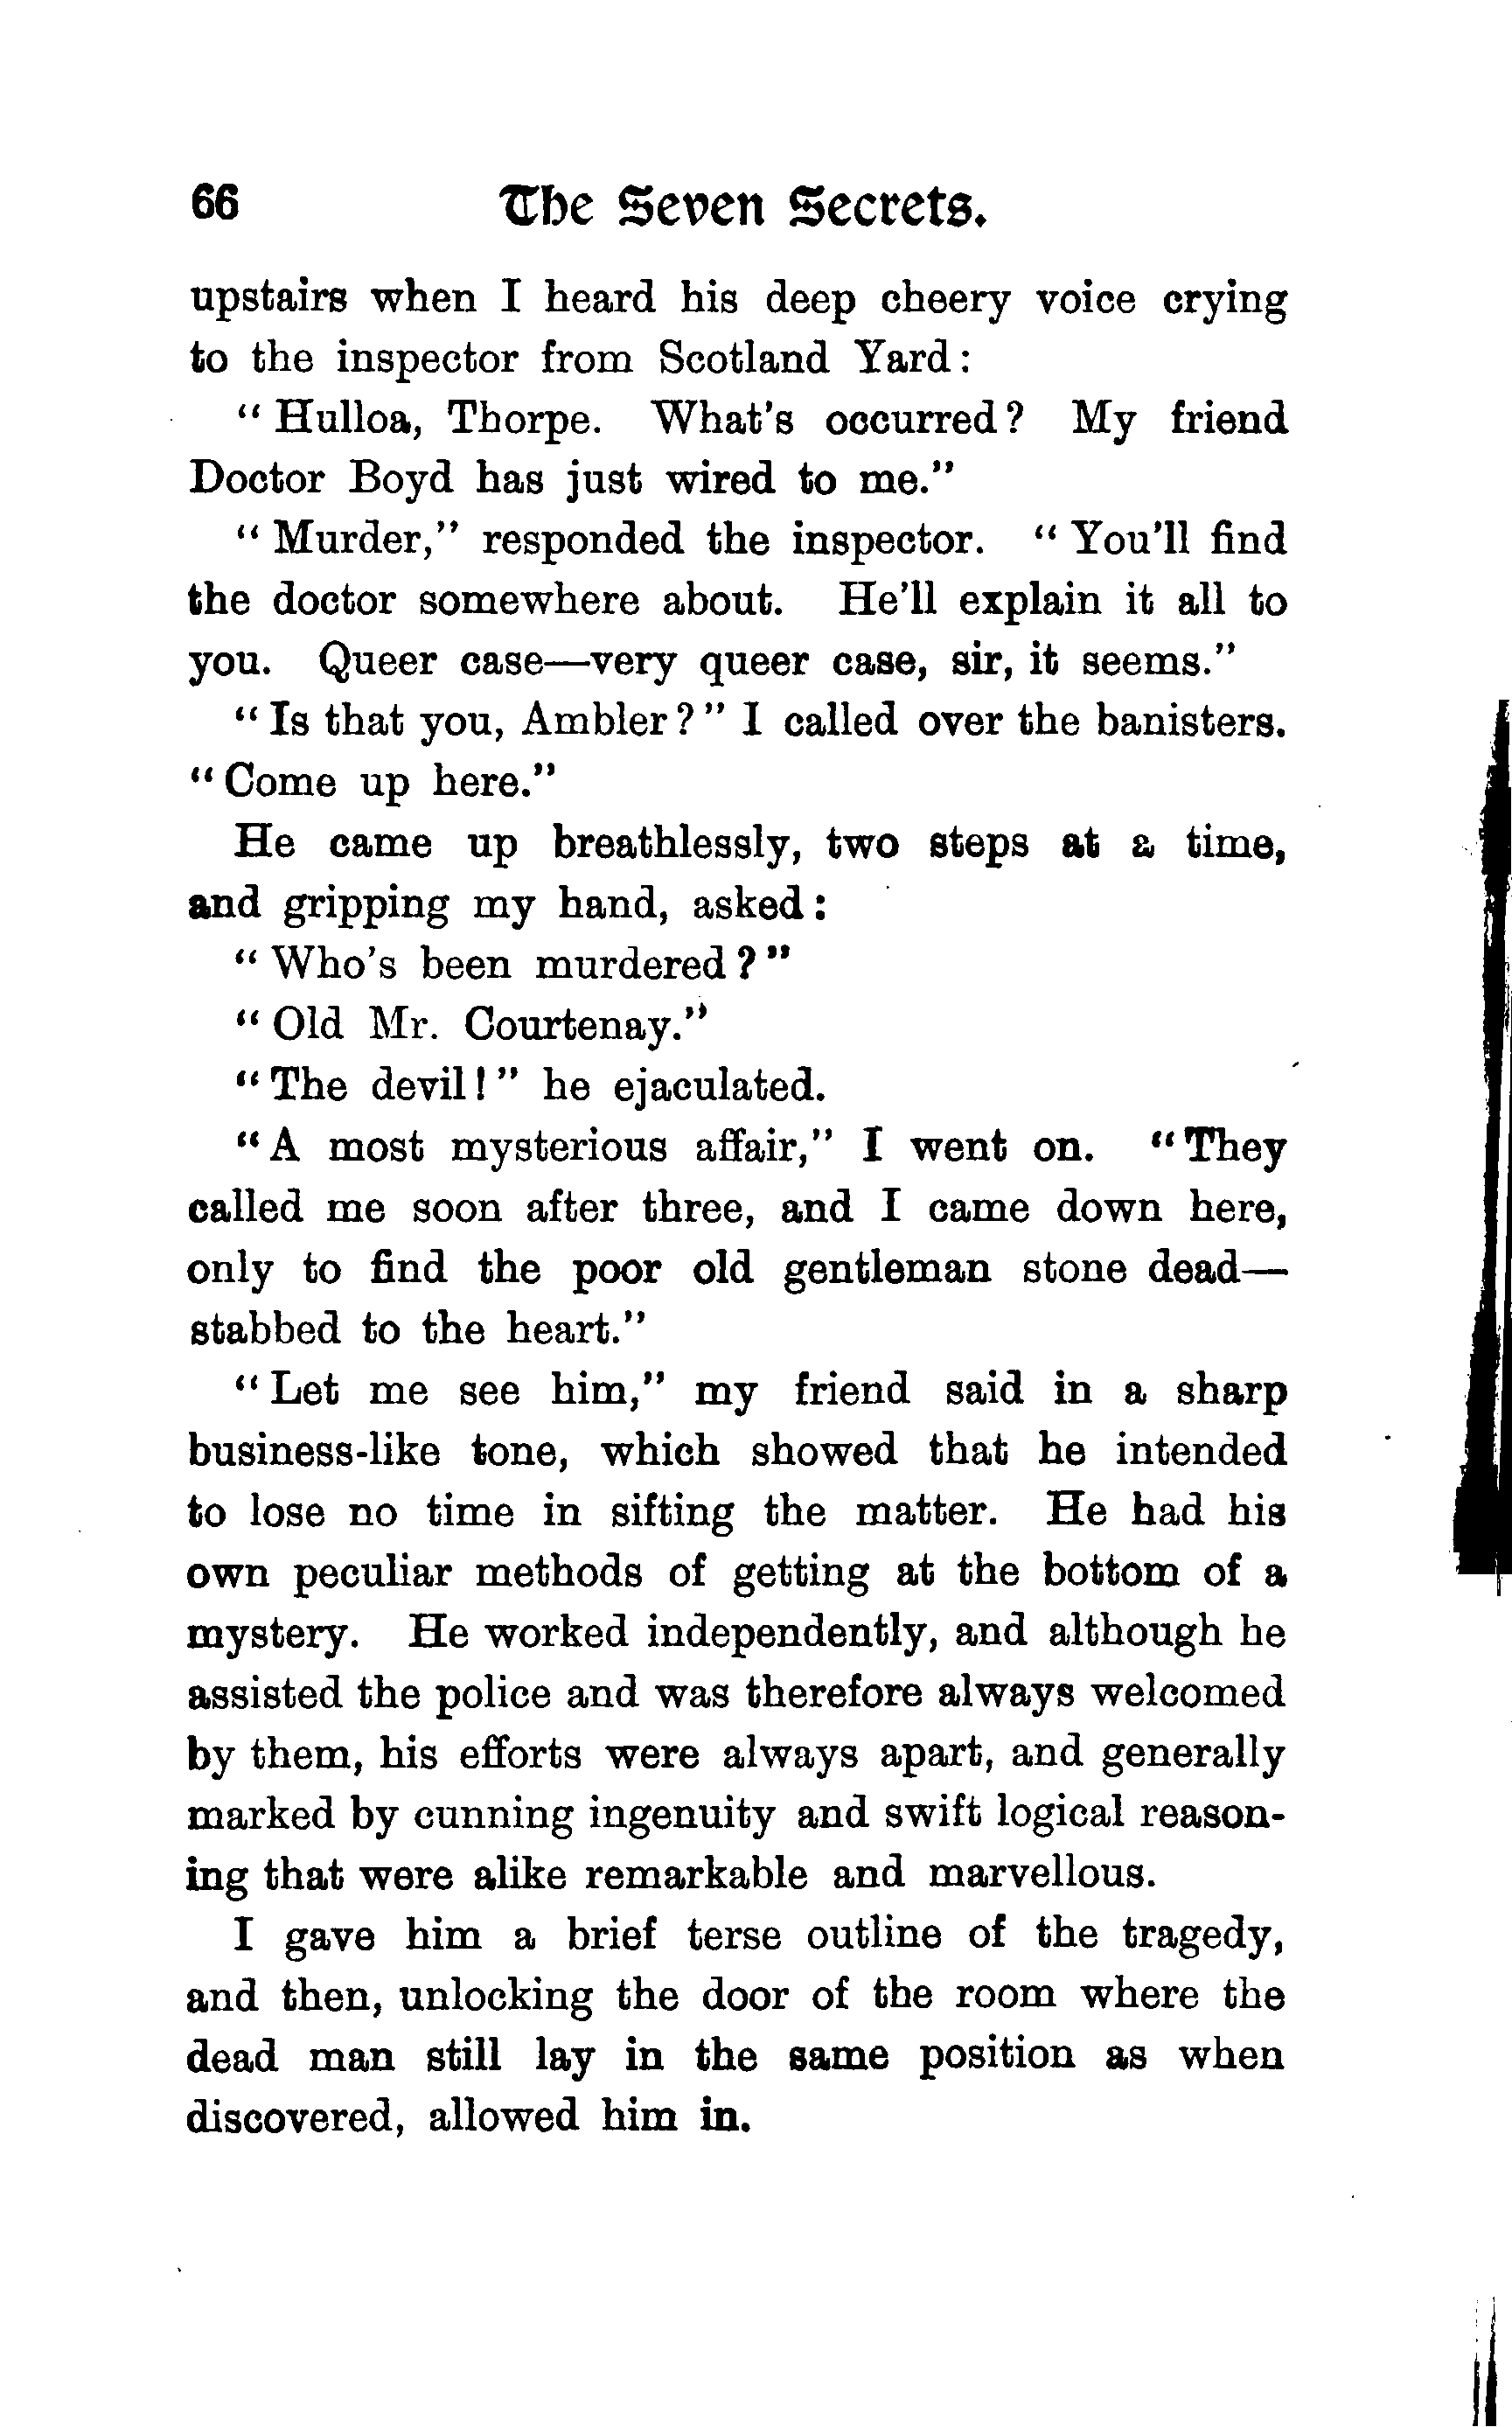 66 The Seven Secrets.
upstairs when I heard his deep cheery voice crying
to the inspector from Scotland Yard:
"Hulloa, Thorpe. What's occurred? My friend
Doctor Boyd has just wired to me."
"Murder," responded the inspector. "You'll find
the doctor somewhere about. He'll explain it all to
you. Queer case—very queer case, sir, it seems."
"Is that you, Ambler?" I called over the banisters.
"Come up here."
He came up breathlessly, two steps at a time,
and gripping my hand, asked:
"Who's been murdered?"
"Old Mr. Courtenay."
"The devil!" he ejaculated.
"A most mysterious affair," I went on. "They
called me soon after three, and I came down here,
only to find the poor old gentleman stone dead—
stabbed to the heart."
"Let me see him," my friend said in a sharp
business-like tone, which showed that he intended
to lose no time in sifting the matter. He had his
own peculiar methods of getting at the bottom of a
mystery. He worked independently, and although he
assisted the police and was therefore always welcomed
by them, his efforts were always apart, and generally
marked by cunning ingenuity and swift logical reason-
ing that were alike remarkable and marvellous.
I gave him a brief terse outline of the tragedy,
and then, unlocking the door of the room where the
dead man still lay in the same position as when
discovered, allowed him in.